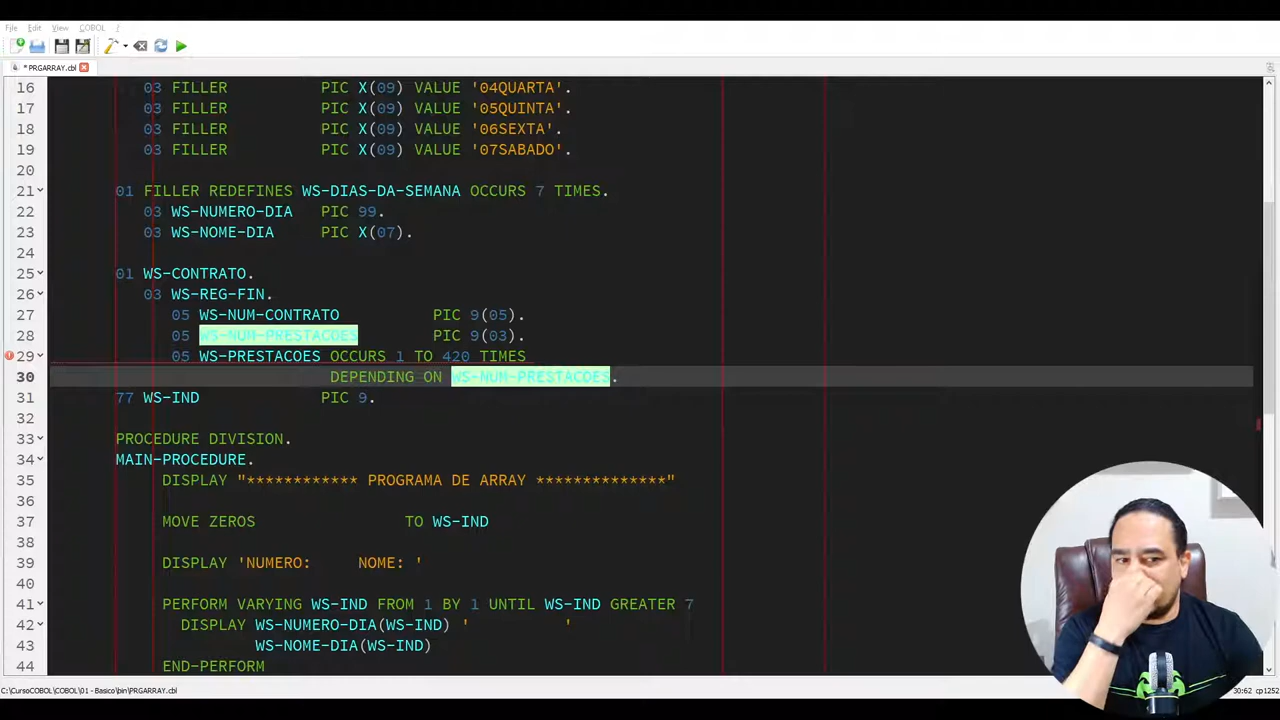 File Edit View COBOL ?
* PRGARRAY.cbl
16 03 FILLER PIC X(09) VALUE '04QUARTA'.
17 03 FILLER PIC X(09) VALUE '05QUINTA'.
18 03 FILLER PIC X(09) VALUE '06SEXTA'.
19 03 FILLER PIC X(09) VALUE '07SABADO'.
20
21 01 FILLER REDEFINES WS-DIAS-DA-SEMANA OCCURS 7 TIMES.
22 03 WS-NUMERO-DIA PIC 99.
23 03 WS-NOME-DIA PIC X(07).
24
25 01 WS-CONTRATO.
26 03 WS-REG-FIN.
27 05 WS-NUM-CONTRATO PIC 9(05).
28 05 WS-NUM-PRESTACOES PIC 9(03).
29 05 WS-PRESTACOES OCCURS 1 TO 420 TIMES
30 DEPENDING ON WS-NUM-PRESTACOES.
31 77 WS-IND PIC 9.
32
33 PROCEDURE DIVISION.
34 MAIN-PROCEDURE.
35 DISPLAY "************ PROGRAMA DE ARRAY **************"
36
37 MOVE ZEROS TO WS-IND
38
39 DISPLAY 'NUMERO: NOME: '
40
41 PERFORM VARYING WS-IND FROM 1 BY 1 UNTIL WS-IND GREATER 7
42 DISPLAY WS-NUMERO-DIA(WS-IND) ' '
43 WS-NOME-DIA(WS-IND)
44 END-PERFORM
C:\CursoCOBOL\COBOL\01 - Basico\bin\PRGARRAY.cbl 30:62 cp1252